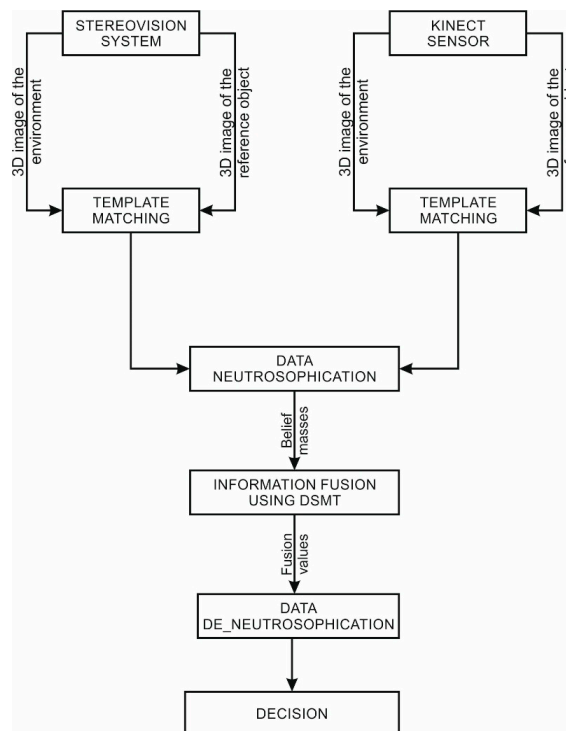 STEREOVISION
SYSTEM
KINECT
SENSOR
3D image of the
environment
3D image of the
reference object
3D image of the
environment
3D image of the
TEMPLATE
MATCHING
TEMPLATE
MATCHING
DATA
NEUTROSOPHICATION
Belief
masses
INFORMATION FUSION
USING DSMT
Fusion
values
DATA
DE_NEUTROSOPHICATION
DECISION